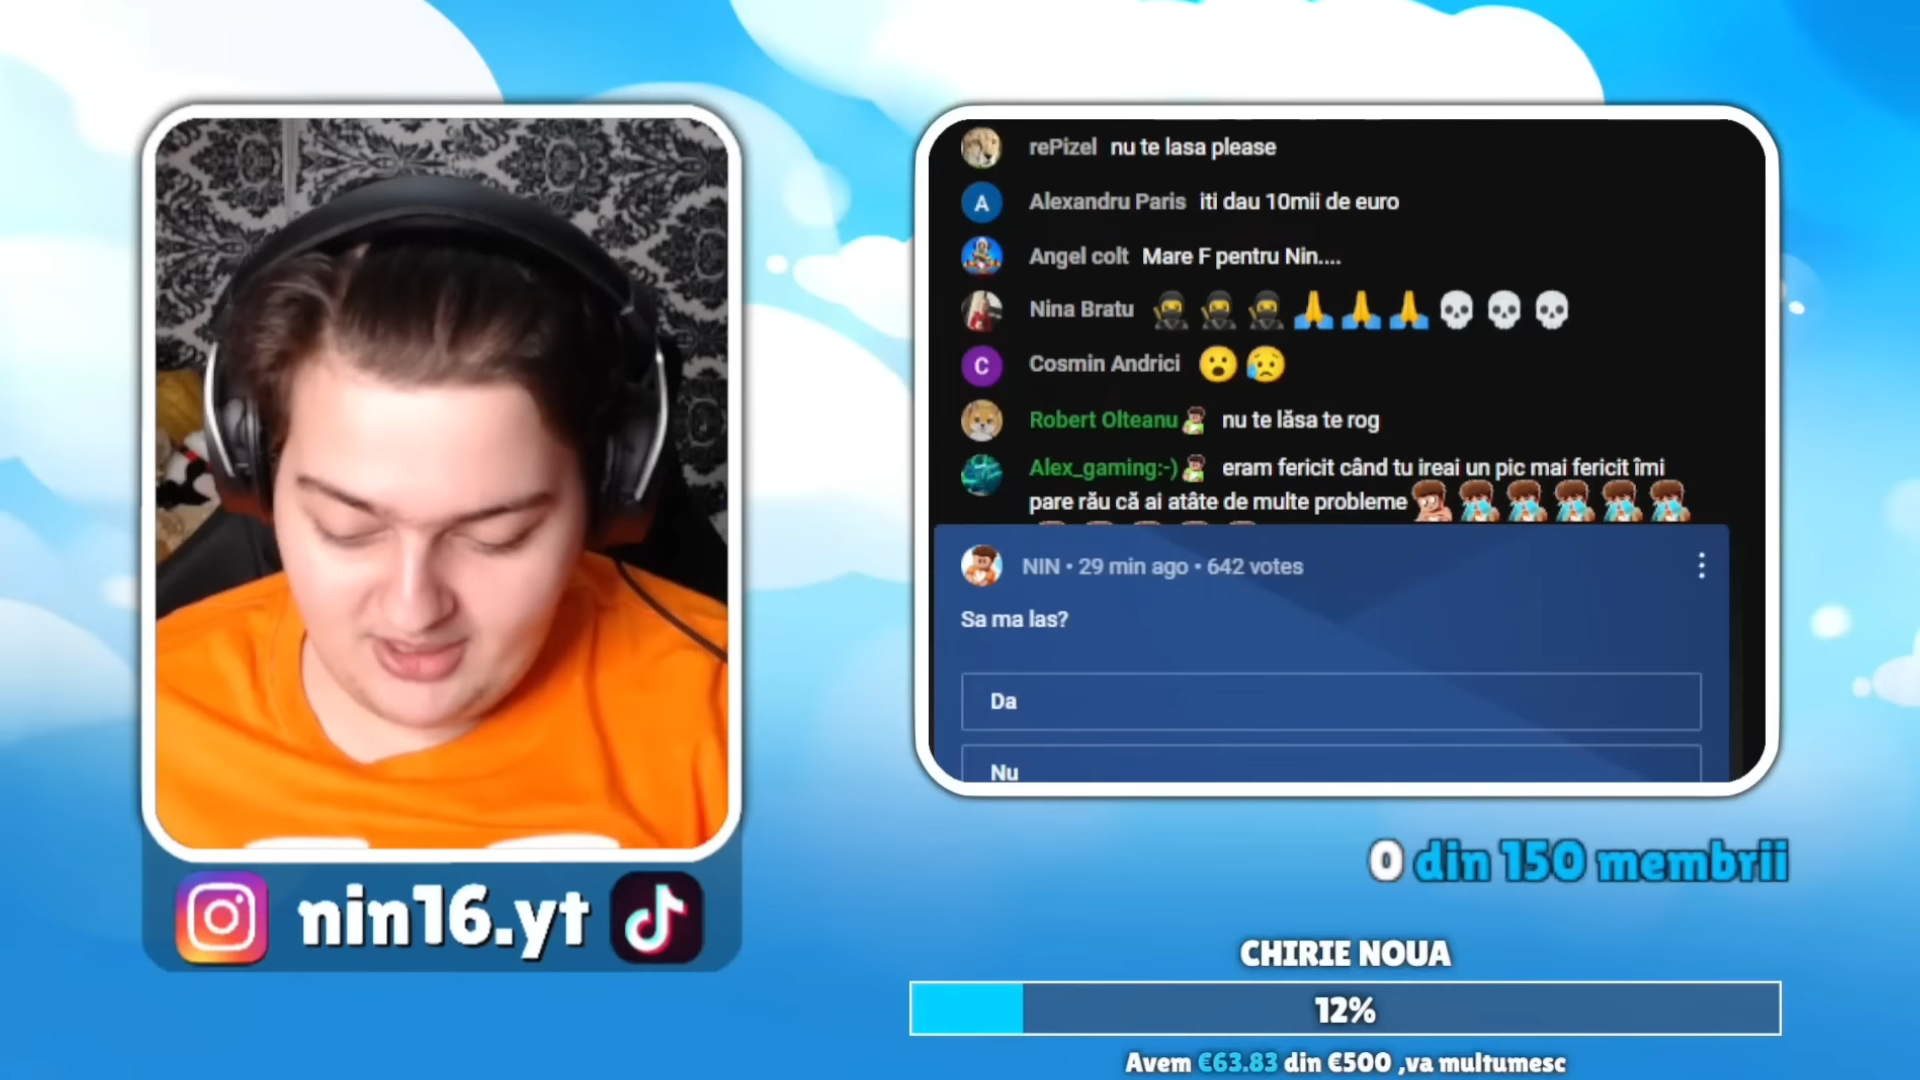 rePizel nu te lasa please
A Alexandru Paris iti dau 10mii de euro
Angel colt Mare F pentru Nin....
Nina Bratu 🥷🥷🥷🙏🙏🙏💀💀💀
C Cosmin Andrici 😮😥
Robert Olteanu nu te lăsa te rog
Alex_gaming:-) eram fericit când tu ireai un pic mai fericit îmi
pare rău că ai atâte de multe probleme
NIN • 29 min ago • 642 votes
Sa ma las?
Da
Nu
nin16.yt
0 din 150 membrii
CHIRIE NOUA
12%
Avem €63.83 din €500 ,va multumesc